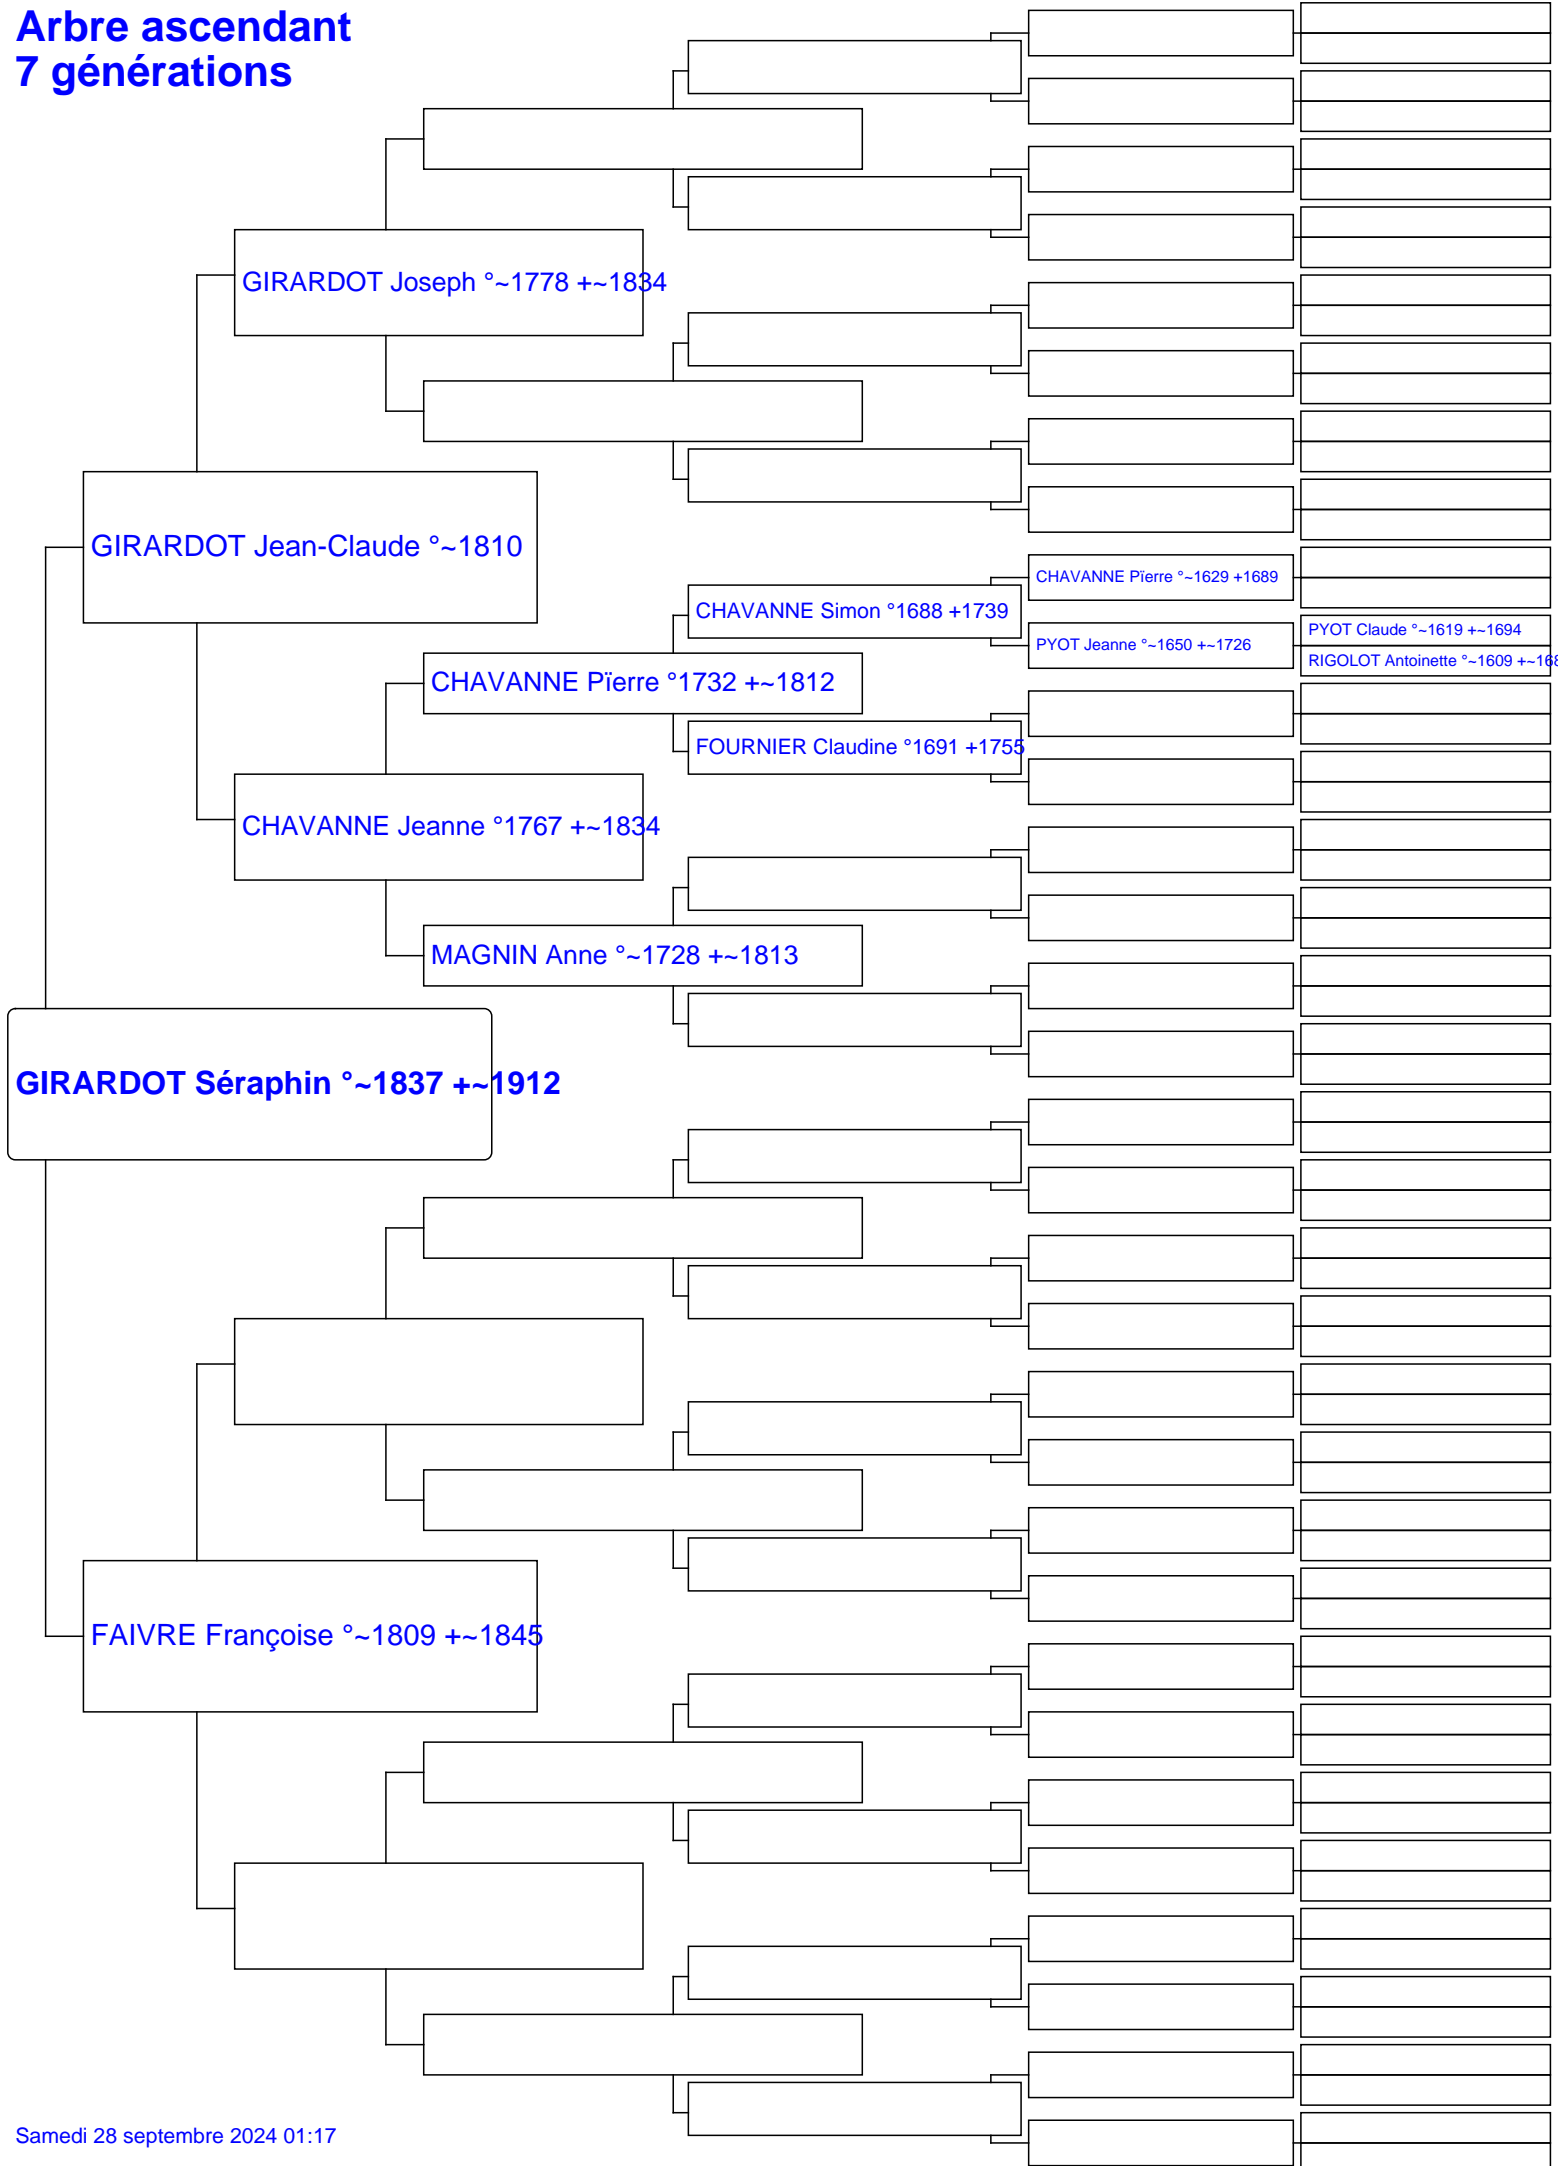 Arbre ascendant
7 générations
GIRARDOT Joseph °~1778 +~1834
GIRARDOT Jean-Claude °~1810
CHAVANNE Pïerre °~1629 +1689
CHAVANNE Simon °1688 +1739
PYOT Claude °~1619 +~1694
PYOT Jeanne °~1650 +~1726
RIGOLOT Antoinette °~1609 +~168
CHAVANNE Pïerre °1732 +~1812
FOURNIER Claudine °1691 +1755
CHAVANNE Jeanne °1767 +~1834
MAGNIN Anne °~1728 +~1813
GIRARDOT Séraphin °~1837 +~1912
FAIVRE Françoise °~1809 +~1845
Samedi 28 septembre 2024 01:17